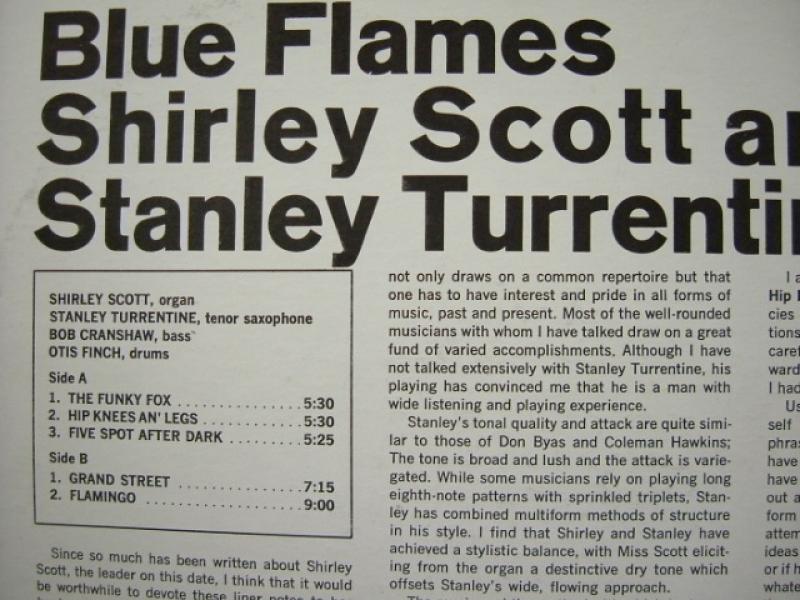 Blue Flames
Shirley Scott
Stanley
SHIRLEY SCOTT, organ
STANLEY TURRENTINE, tenor saxophone
BOB CRANSHAW, bass
OTIS FINCH, drums
Side A
1. THE FUNKY FOX ............... 5:30
2. HIP KNEES AN' LEGS ............ 5:30
3. FIVE SPOT AFTER DARK ......... 5:25
Side B
1. GRAND STREET ................ 7:15
2. FLAMINGO .................... 9:00
Since so much has been written about Shirley
Scott, the leader on this date, I think that it would
be worthwhile to devote these liner notes to
not only draws on a common repertoire but that
one has to have interest and pride in all forms of
music, past and present. Most of the well-rounded
musicians with whom I have talked draw on a great
fund of varied accomplishments. Although I have
not talked extensively with Stanley Turrentine, his
playing has convinced me that he is a man with
wide listening and playing experience.
Stanley's tonal quality and attack are quite simi-
lar to those of Don Byas and Coleman Hawkins;
The tone is broad and lush and the attack is varie-
gated. While some musicians rely on playing long
eighth-note patterns with sprinkled triplets, Stan-
ley has combined multiform methods of structure
in his style. I find that Shirley and Stanley have
achieved a stylistic balance, with Miss Scott elicit-
ing from the organ a destinctive dry tone which
offsets Stanley's wide, flowing approach.
Hip
cies
I had
self
have
have
out
form
ideas
or if